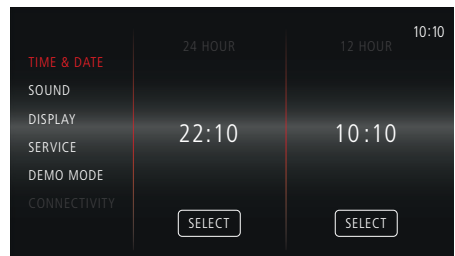 10:10
TIME & DATE
SOUND
DISPLAY
SERVICE
DEMO MODE
CONNECTIVITY
24 HOUR
22:10
SELECT
12 HOUR
10:10
SELECT